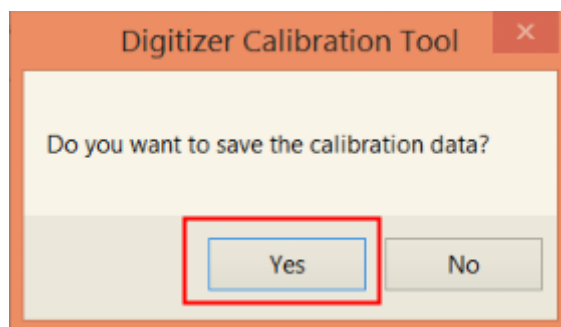 Digitizer Calibration Tool
Do you want to save the calibration data?
Yes No